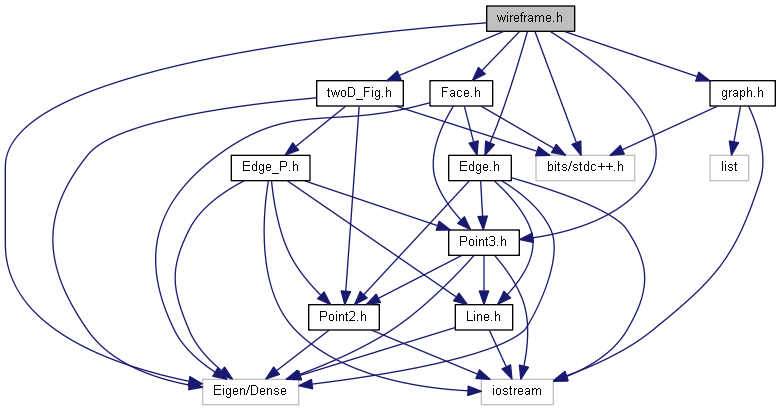 wireframe.h
twoD_Fig.h
Face.h
graph.h
Edge_P.h
Edge.h
bits/stdc++.h
list
Point3.h
Point2.h
Line.h
Eigen/Dense
iostream